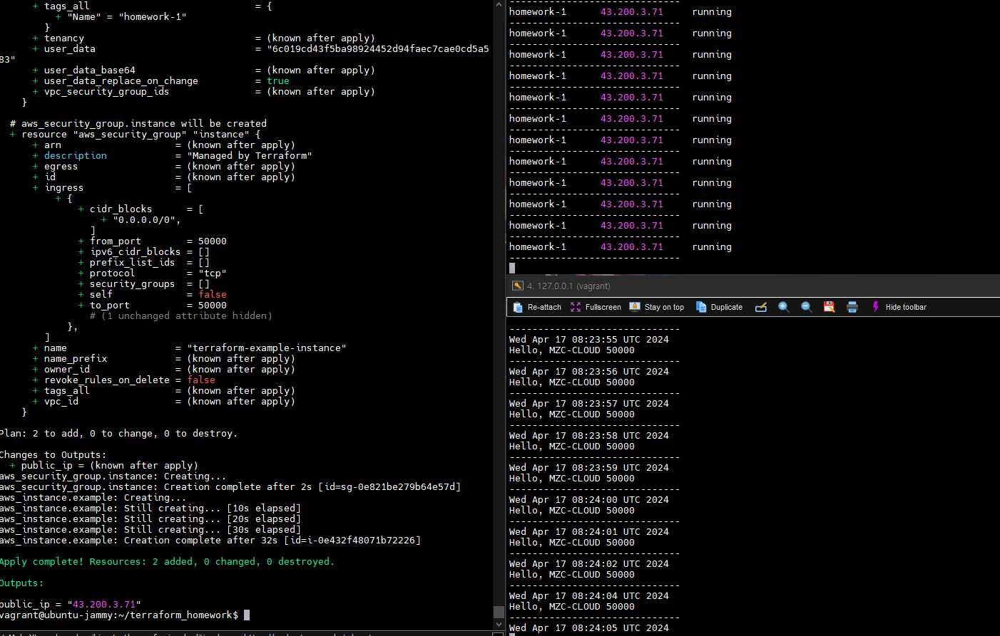 + tags_all = {
+ "Name" = "homework-1"
}
+ tenancy = (known after apply)
+ user_data = "6c019cd43f5ba98924452d94faec7cae0cd5a5
83"
+ user_data_base64 = (known after apply)
+ user_data_replace_on_change = true
+ vpc_security_group_ids = (known after apply)
}
# aws_security_group.instance will be created
+ resource "aws_security_group" "instance" {
+ arn = (known after apply)
+ description = "Managed by Terraform"
+ egress = (known after apply)
+ id = (known after apply)
+ ingress = [
+ {
+ cidr_blocks = [
+ "0.0.0.0/0",
]
+ from_port = 50000
+ ipv6_cidr_blocks = []
+ prefix_list_ids = []
+ protocol = "tcp"
+ security_groups = []
+ self = false
+ to_port = 50000
# (1 unchanged attribute hidden)
},
]
+ name = "terraform-example-instance"
+ name_prefix = (known after apply)
+ owner_id = (known after apply)
+ revoke_rules_on_delete = false
+ tags_all = (known after apply)
+ vpc_id = (known after apply)
}
Plan: 2 to add, 0 to change, 0 to destroy.
Changes to Outputs:
+ public_ip = (known after apply)
aws_security_group.instance: Creating...
aws_security_group.instance: Creation complete after 2s [id=sg-0e821be279b64e57d]
aws_instance.example: Creating...
aws_instance.example: Still creating... [10s elapsed]
aws_instance.example: Still creating... [20s elapsed]
aws_instance.example: Still creating... [30s elapsed]
aws_instance.example: Creation complete after 32s [id=i-0e432f48071b72226]
Apply complete! Resources: 2 added, 0 changed, 0 destroyed.
Outputs:
public_ip = "43.200.3.71"
vagrant@ubuntu-jammy:~/terraform_homework$
------------------------------
homework-1 43.200.3.71 running
------------------------------
homework-1 43.200.3.71 running
------------------------------
homework-1 43.200.3.71 running
------------------------------
homework-1 43.200.3.71 running
------------------------------
homework-1 43.200.3.71 running
------------------------------
homework-1 43.200.3.71 running
------------------------------
homework-1 43.200.3.71 running
------------------------------
homework-1 43.200.3.71 running
------------------------------
homework-1 43.200.3.71 running
------------------------------
homework-1 43.200.3.71 running
------------------------------
homework-1 43.200.3.71 running
------------------------------
homework-1 43.200.3.71 running
------------------------------
4. 127.0.0.1 (vagrant)
Re-attach Fullscreen Stay on top Duplicate Hide toolbar
------------------------------
Wed Apr 17 08:23:55 UTC 2024
Hello, MZC-CLOUD 50000
------------------------------
Wed Apr 17 08:23:56 UTC 2024
Hello, MZC-CLOUD 50000
------------------------------
Wed Apr 17 08:23:57 UTC 2024
Hello, MZC-CLOUD 50000
------------------------------
Wed Apr 17 08:23:58 UTC 2024
Hello, MZC-CLOUD 50000
------------------------------
Wed Apr 17 08:23:59 UTC 2024
Hello, MZC-CLOUD 50000
------------------------------
Wed Apr 17 08:24:00 UTC 2024
Hello, MZC-CLOUD 50000
------------------------------
Wed Apr 17 08:24:01 UTC 2024
Hello, MZC-CLOUD 50000
------------------------------
Wed Apr 17 08:24:02 UTC 2024
Hello, MZC-CLOUD 50000
------------------------------
Wed Apr 17 08:24:04 UTC 2024
Hello, MZC-CLOUD 50000
------------------------------
Wed Apr 17 08:24:05 UTC 2024